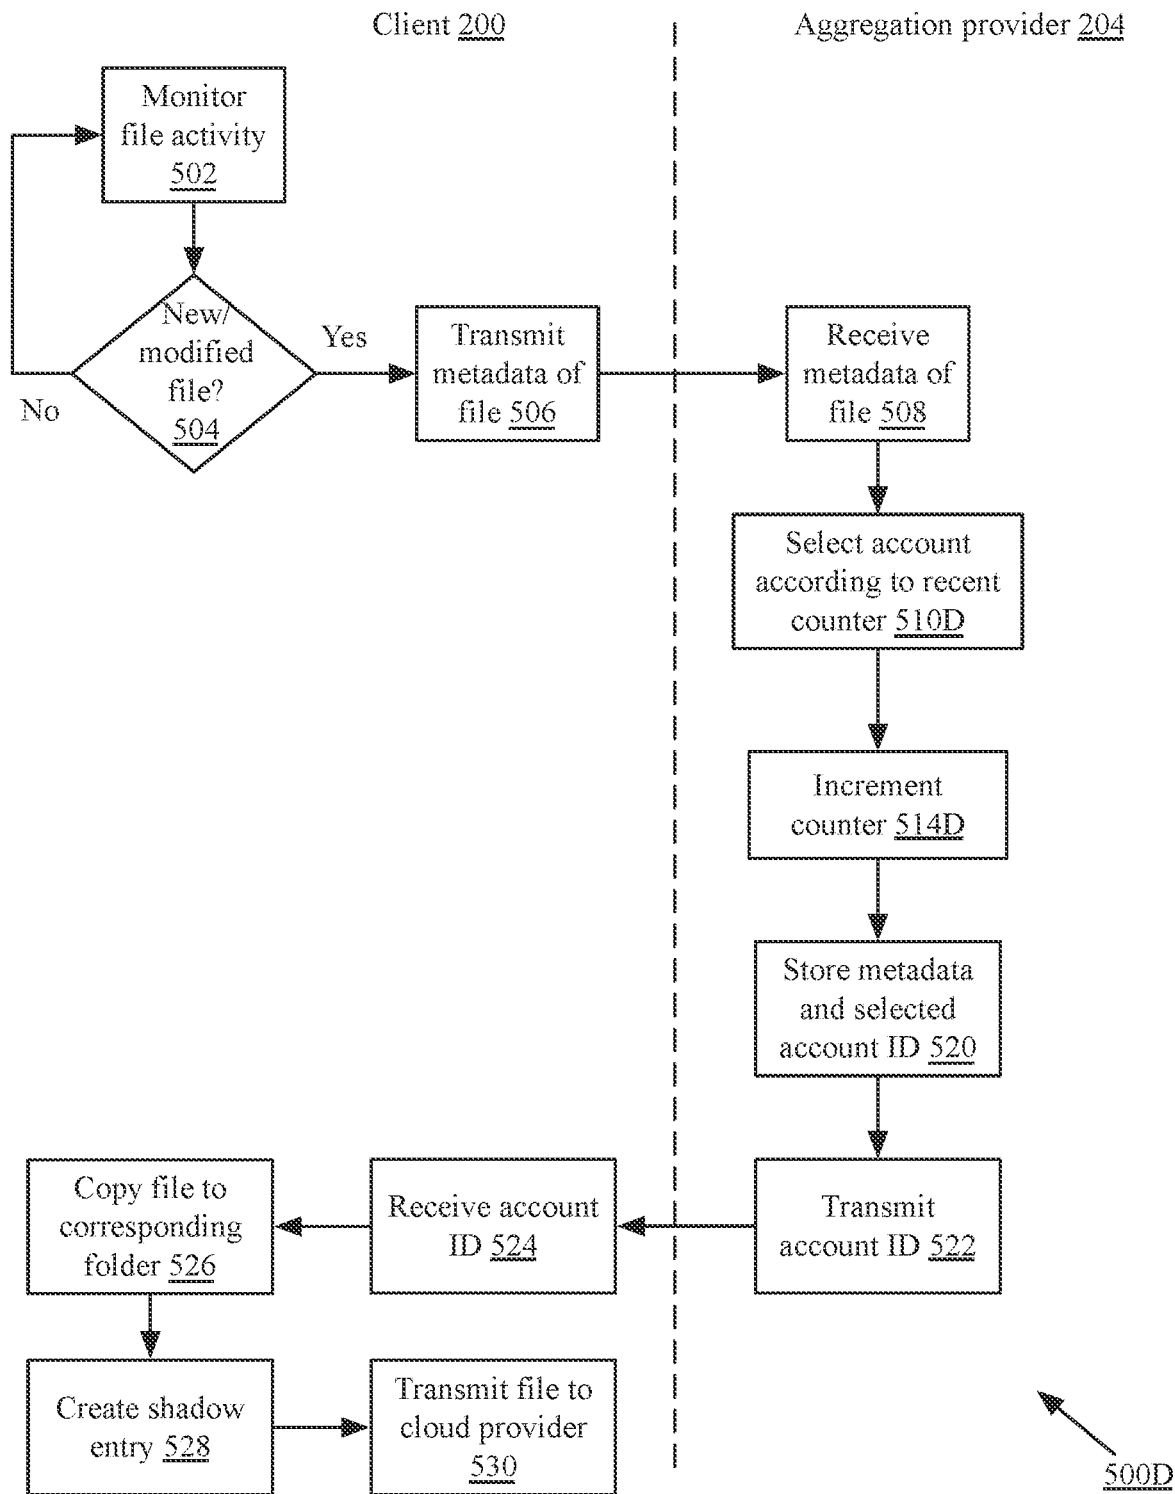 Client 200
Aggregation provider 204
Monitor
file activity
502
New/
modified
file?
504
Yes
No
Transmit
metadata of
file 506
Receive
metadata of
file 508
Select account
according to recent
counter 510D
Increment
counter 514D
Store metadata
and selected
account ID 520
Transmit
account ID 522
Receive account
ID 524
Copy file to
corresponding
folder 526
Create shadow
entry 528
Transmit file to
cloud provider
530
500D